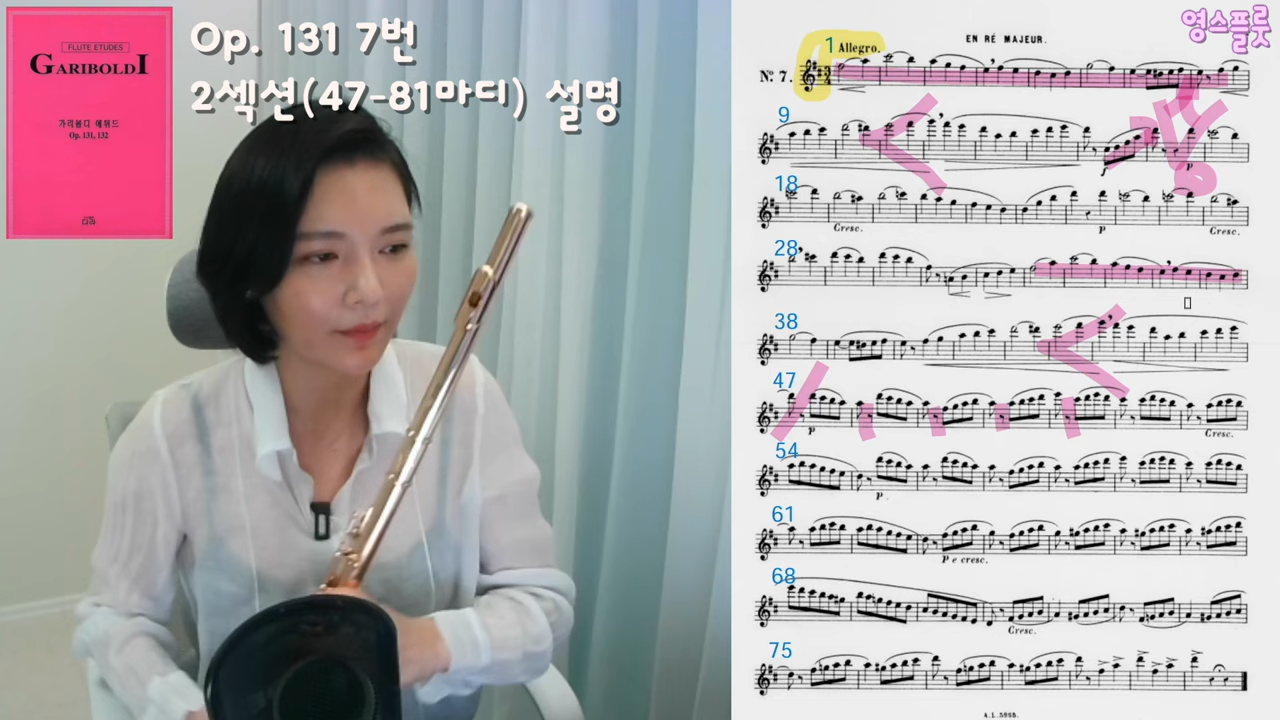 FLUTE ETUDES
GARIBOLDI
가리볼디 에튀드
Op. 131, 132
Op. 131 7번
2섹션(47-81마디) 설명
영스플룻
EN RÉ MAJEUR.
1 Allegro.
Nº 7.
9
f
p
18
Cresc.
p
Cresc.
28
38
47
p
Cresc.
54
p
61
p e cresc.
68
Cresc.
75
A.L.5955.